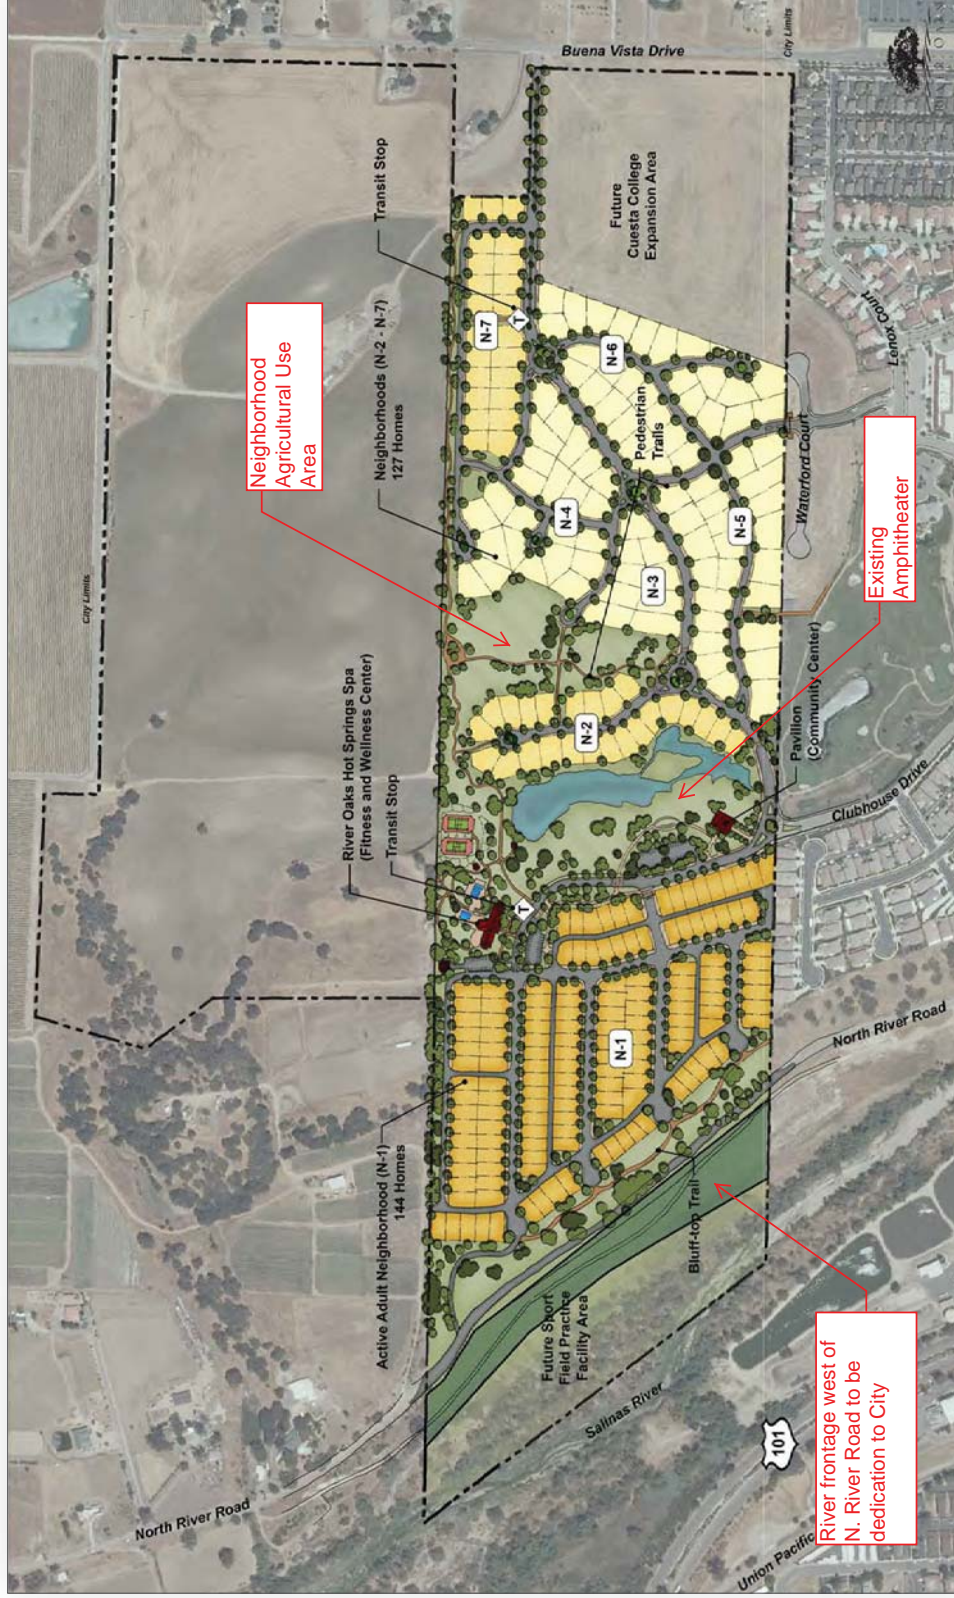 Buena Vista Drive
City Limits
Transit Stop
Future
Cuesta College
Expansion Area
Neighborhood
Agricultural Use
Area
N-7
T
Neighborhoods (N-2 - N-7)
127 Homes
N-6
Lenox Court
Pedestrian
Trails
Waterford Court
N-4
N-5
Existing
Amphitheater
City Limits
N-3
River Oaks Hot Springs Spa
(Fitness and Wellness Center)
Transit Stop
N-2
Pavilion
(Community Center)
Clubhouse Drive
T
North River Road
N-1
Active Adult Neighborhood (N-1)
144 Homes
Bluff-top Trail
Future Sport
Field Practice
Facility Area
Salinas River
River frontage west of
N. River Road to be
dedication to City
101
North River Road
Union Pacific